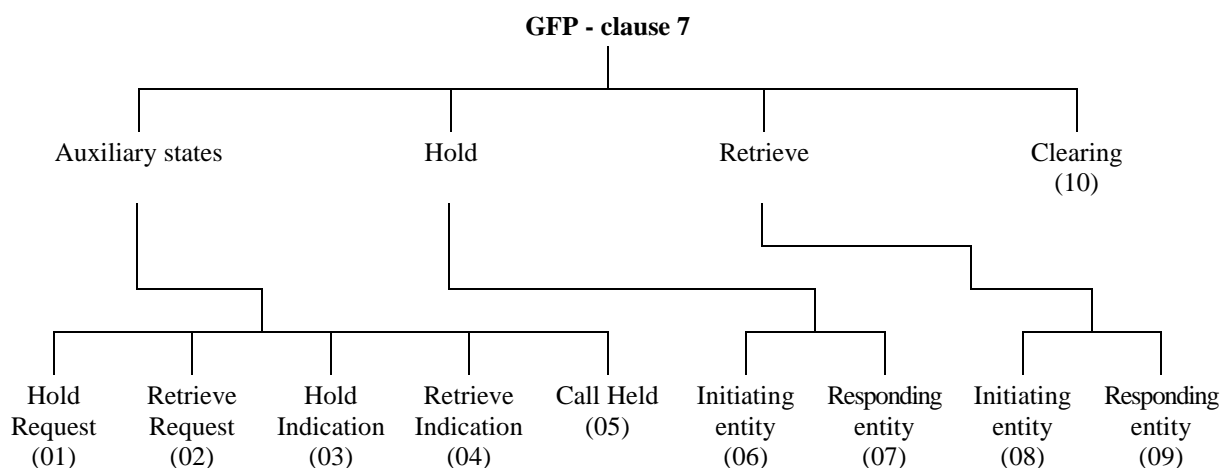 GFP - clause 7
Auxiliary states Hold Retrieve Clearing
(10)
Hold Retrieve Hold Retrieve Call Held Initiating Responding Initiating Responding
Request Request Indication Indication (05) entity entity entity entity
(01) (02) (03) (04) (06) (07) (08) (09)